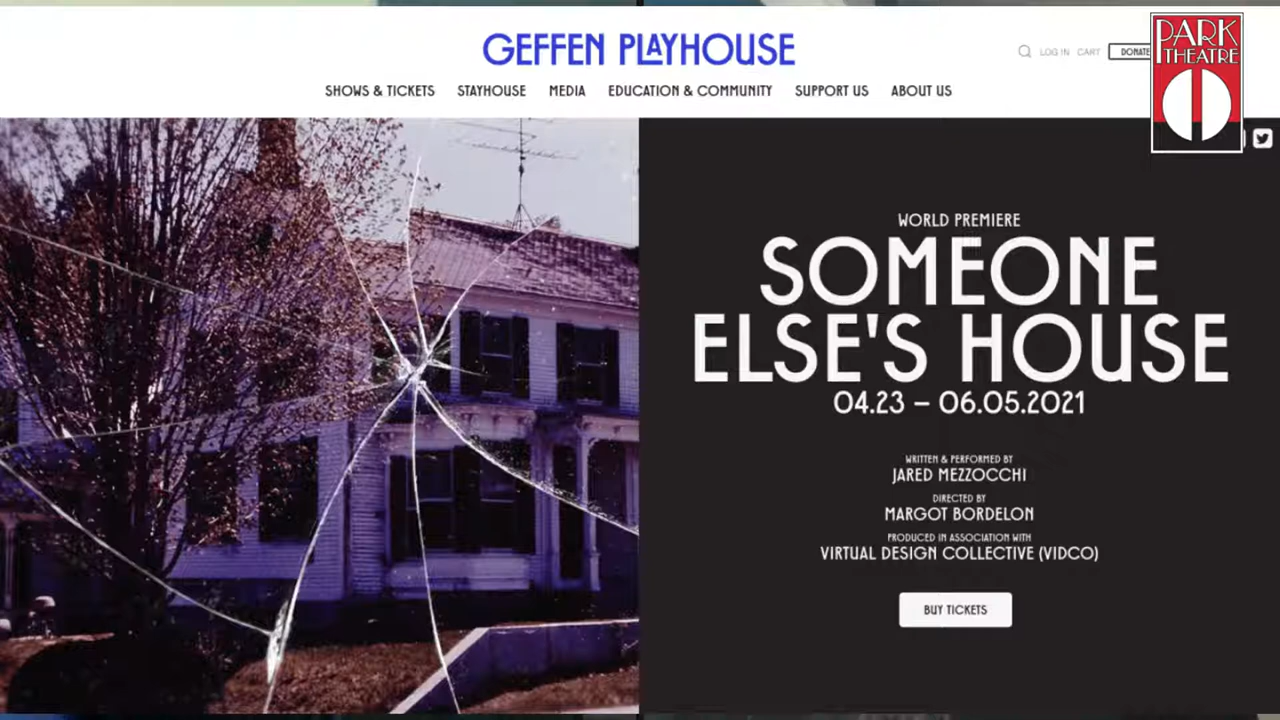 GEFFEN PLAYHOUSE
LOG IN CART DONATE
PARK
THEATRE
SHOWS & TICKETS STAYHOUSE MEDIA EDUCATION & COMMUNITY SUPPORT US ABOUT US
WORLD PREMIERE
SOMEONE
ELSE'S HOUSE
04.23 – 06.05.2021
WRITTEN & PERFORMED BY
JARED MEZZOCCHI
DIRECTED BY
MARGOT BORDELON
PRODUCED IN ASSOCIATION WITH
VIRTUAL DESIGN COLLECTIVE (VIDCO)
BUY TICKETS